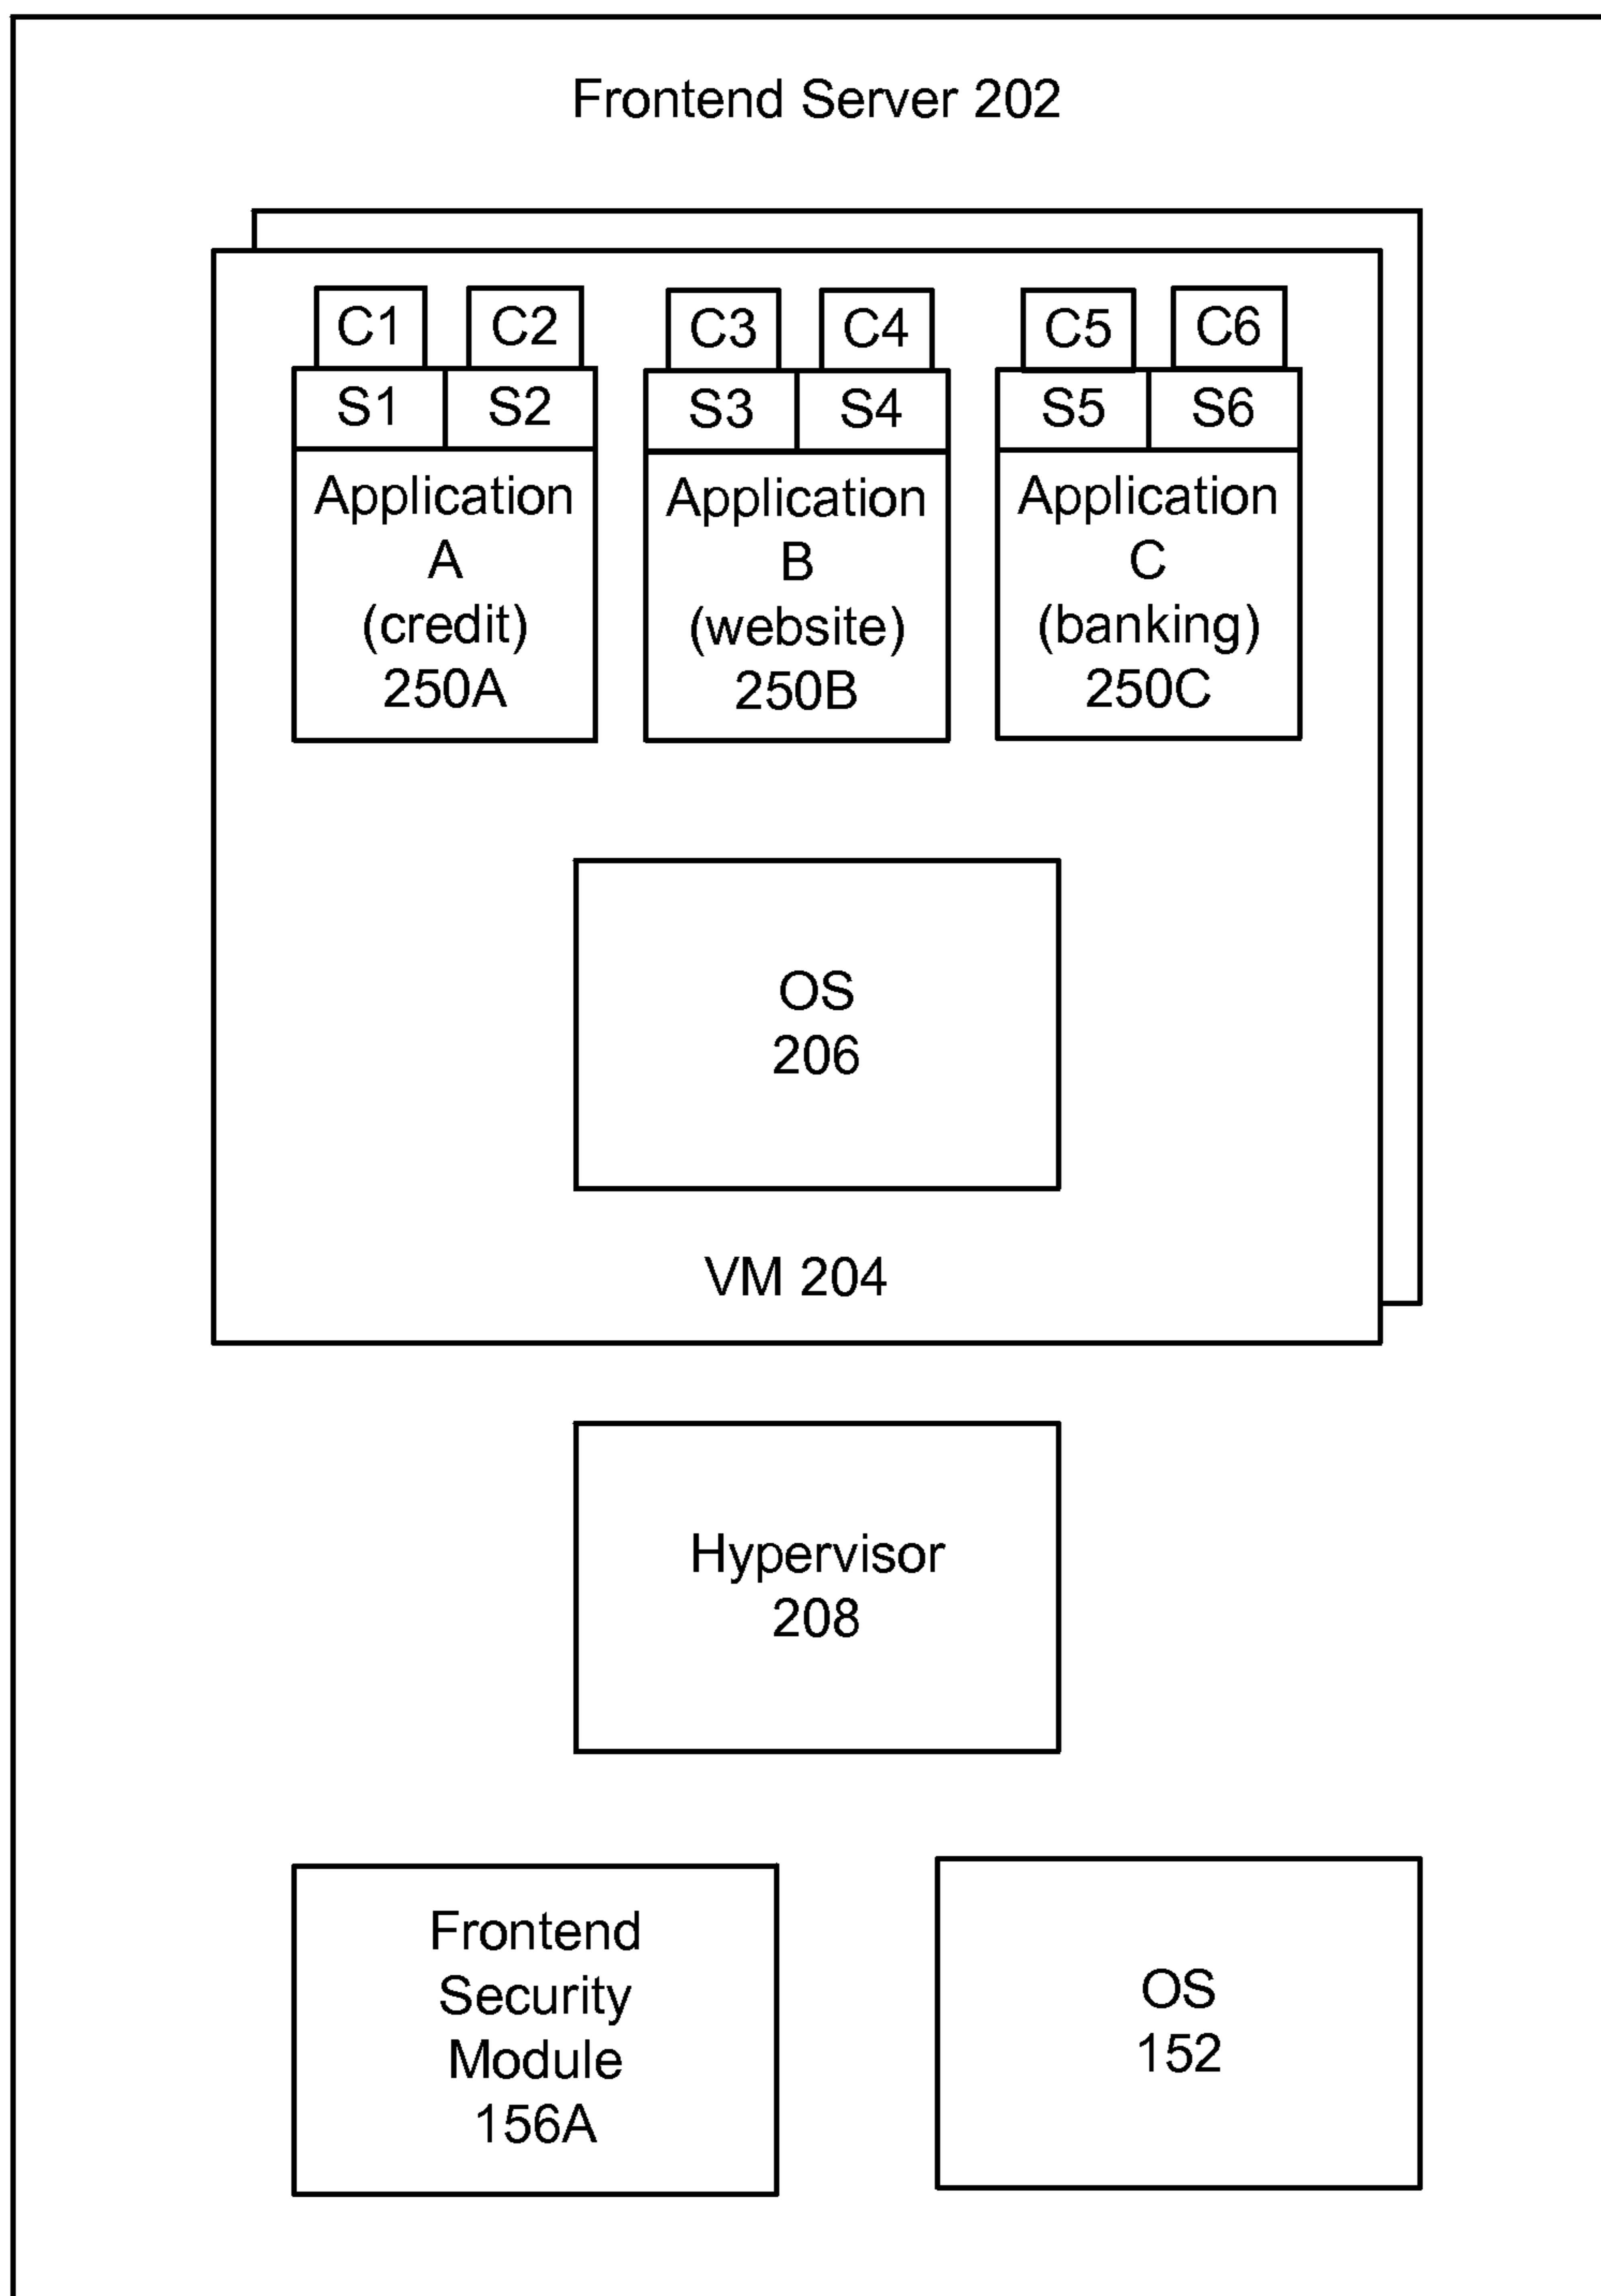 Frontend Server 202
C1 C2 C3 C4 C5 C6
S1 S2 S3 S4 S5 S6
Application
A
(credit)
250A
Application
B
(website)
250B
Application
C
(banking)
250C
OS
206
VM 204
Hypervisor
208
Frontend
Security
Module
156A
OS
152